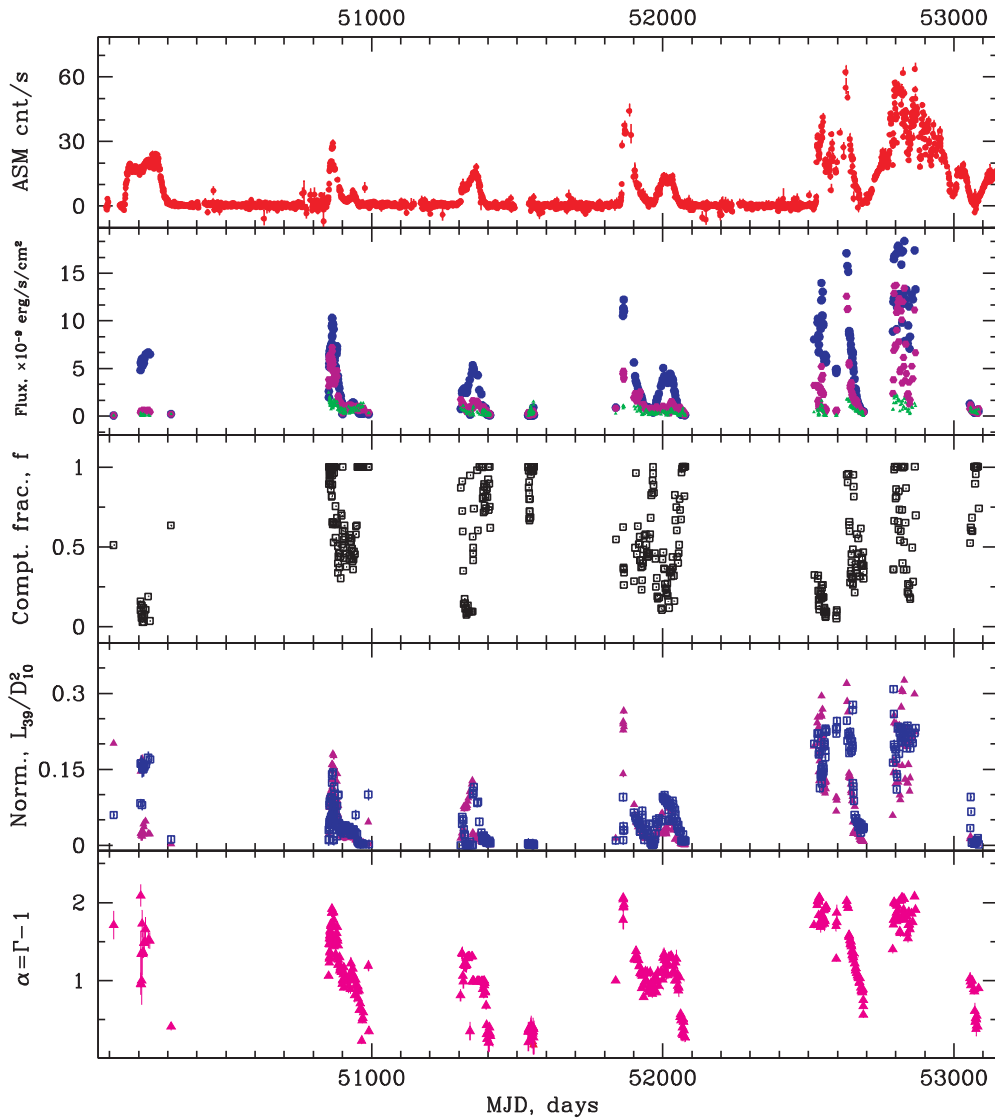 51000 52000 53000
ASM cnt/s
60
30
0
Flux, ×10⁻⁹ erg/s/cm²
15
10
5
0
Compt. frac., f
1
0.5
0
Norm., L₃₉/D²₁₀
0.3
0.15
0
α=Γ−1
2
1
51000 52000 53000
MJD, days